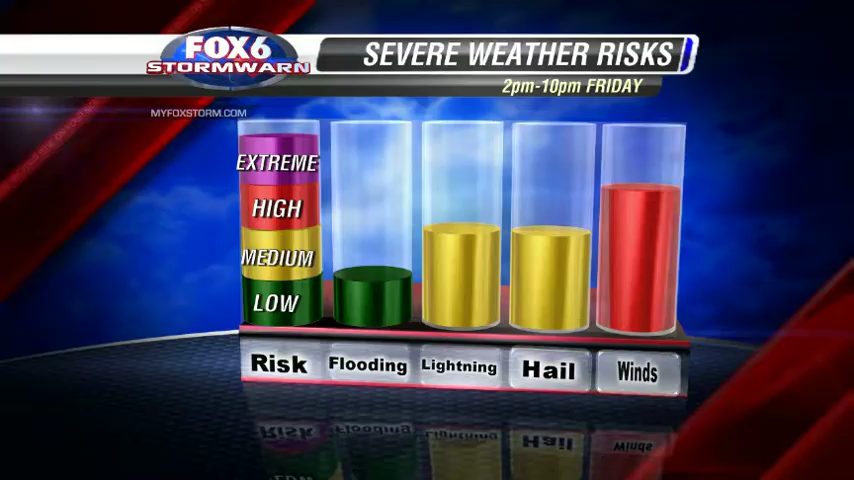 FOX6
STORMWARN
SEVERE WEATHER RISKS
2pm-10pm FRIDAY
MYFOXSTORM.COM
EXTREME
HIGH
MEDIUM
LOW
Risk Flooding Lightning Hail Winds